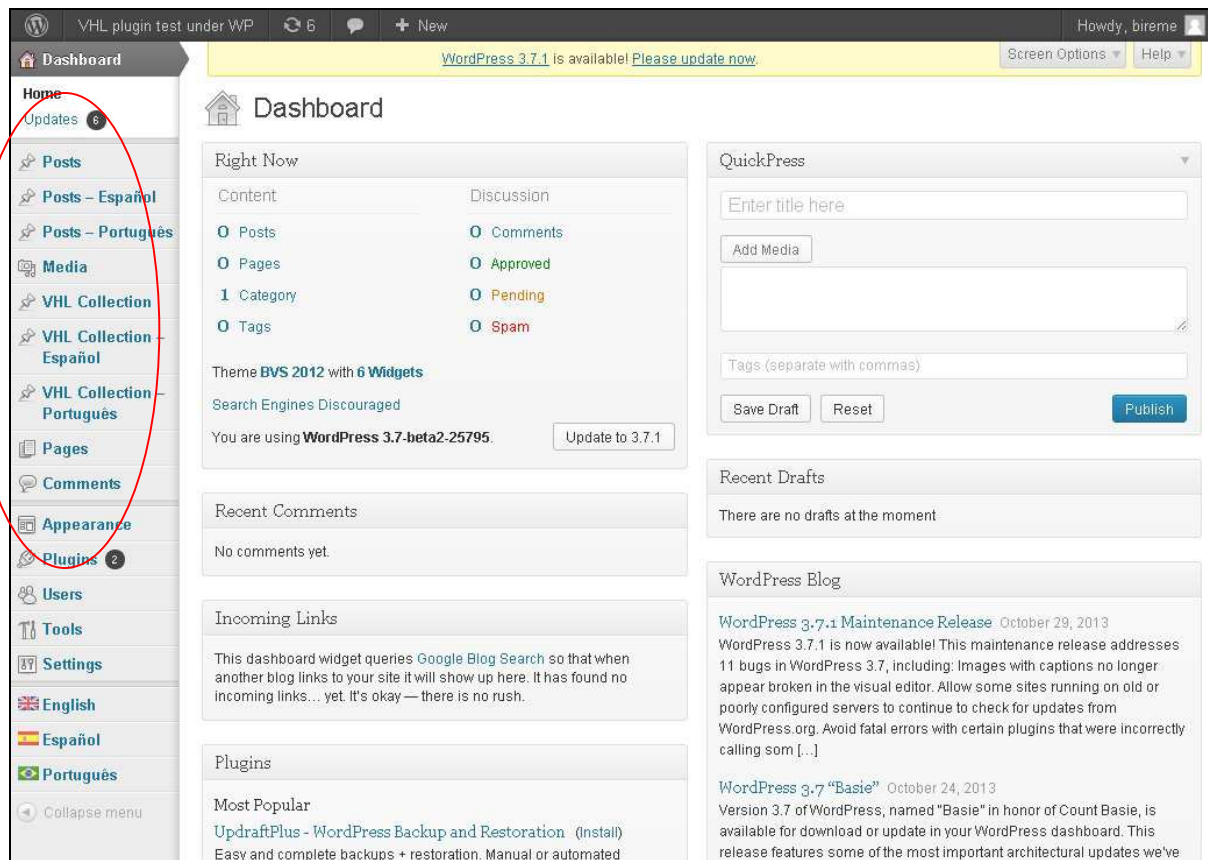 VHL plugin test under WP 6 + New Howdy, bireme
Dashboard
Home
Updates 6
Posts
Posts – Español
Posts – Português
Media
VHL Collection
VHL Collection –
Español
VHL Collection –
Português
Pages
Comments
Appearance
Plugins 2
Users
Tools
Settings
English
Español
Português
Collapse menu
WordPress 3.7.1 is available! Please update now.
Screen Options Help
Dashboard
Right Now
Content Discussion
0 Posts 0 Comments
0 Pages 0 Approved
1 Category 0 Pending
0 Tags 0 Spam
Theme BVS 2012 with 6 Widgets
Search Engines Discouraged
You are using WordPress 3.7-beta2-25795. Update to 3.7.1
Recent Comments
No comments yet.
Incoming Links
This dashboard widget queries Google Blog Search so that when
another blog links to your site it will show up here. It has found no
incoming links… yet. It's okay — there is no rush.
Plugins
Most Popular
UpdraftPlus - WordPress Backup and Restoration (Install)
Easy and complete backups + restoration. Manual or automated
QuickPress
Enter title here
Add Media
Tags (separate with commas)
Save Draft Reset Publish
Recent Drafts
There are no drafts at the moment
WordPress Blog
WordPress 3.7.1 Maintenance Release October 29, 2013
WordPress 3.7.1 is now available! This maintenance release addresses
11 bugs in WordPress 3.7, including: Images with captions no longer
appear broken in the visual editor. Allow some sites running on old or
poorly configured servers to continue to check for updates from
WordPress.org. Avoid fatal errors with certain plugins that were incorrectly
calling som […]
WordPress 3.7 “Basie” October 24, 2013
Version 3.7 of WordPress, named "Basie" in honor of Count Basie, is
available for download or update in your WordPress dashboard. This
release features some of the most important architectural updates we've